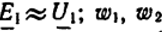 E₁ ≈ U₁; w₁, w₂